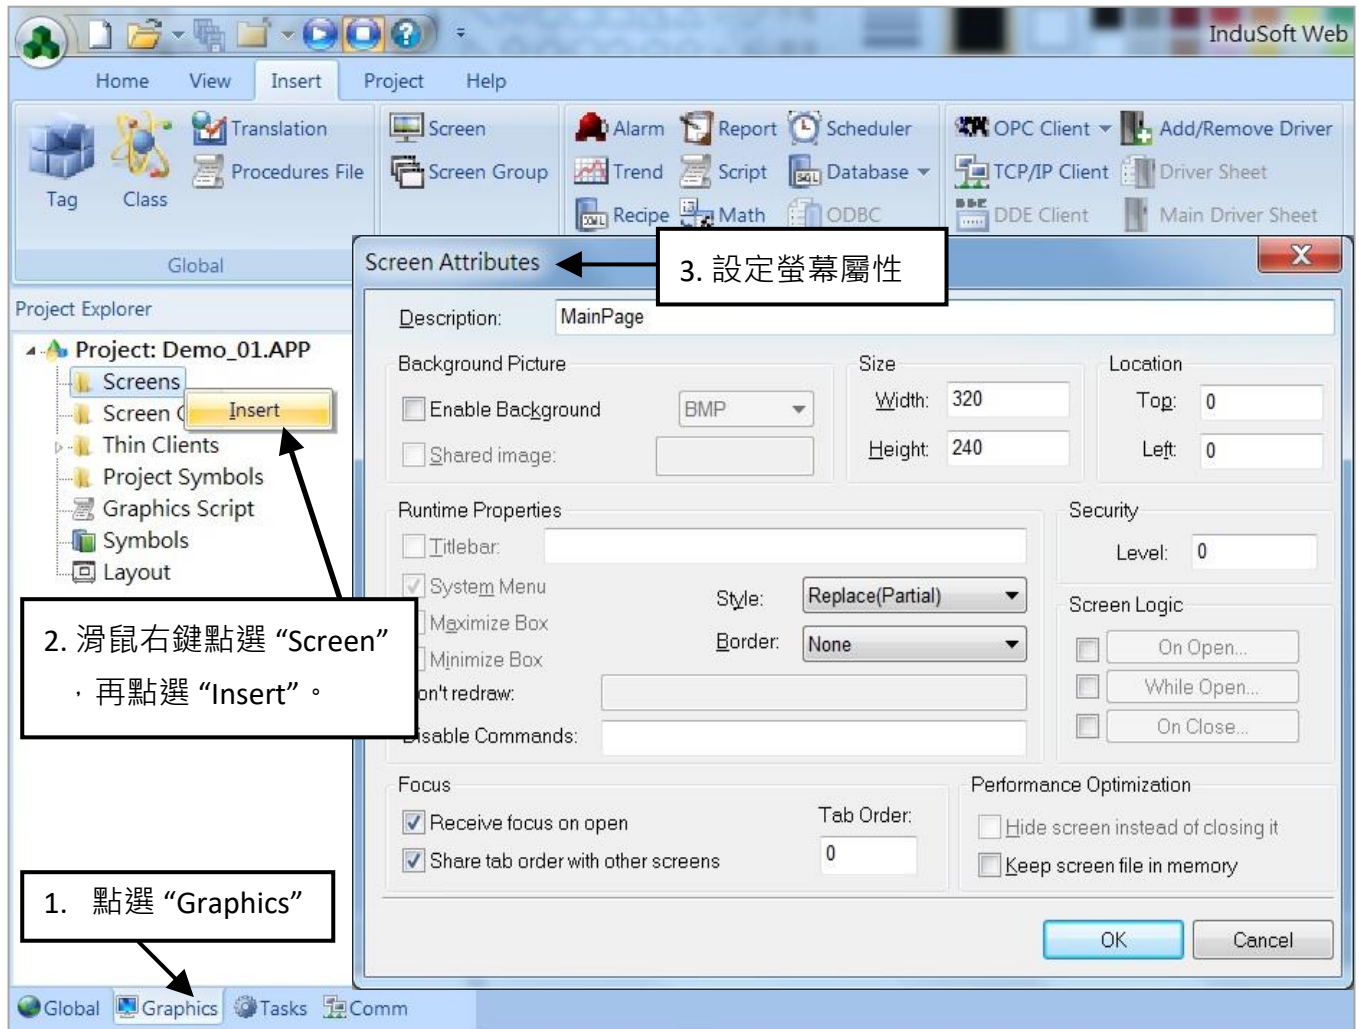 InduSoft Web
Home View Insert Project Help
Translation Screen Alarm Report Scheduler OPC Client Add/Remove Driver
Procedures File Screen Group Trend Script Database TCP/IP Client Driver Sheet
Tag Class Recipe Math ODBC DDE Client Main Driver Sheet
Global
Screen Attributes
3. 設定螢幕屬性
Project Explorer
Project: Demo_01.APP
Screens
Insert
Screen
Thin Clients
Project Symbols
Graphics Script
Symbols
Layout
Description: MainPage
Background Picture
Enable Background BMP
Shared image:
Size
Width: 320
Height: 240
Location
Top: 0
Left: 0
Runtime Properties
Titlebar:
System Menu
Maximize Box
Minimize Box
Style: Replace(Partial)
Border: None
on't redraw:
Disable Commands:
Security
Level: 0
Screen Logic
On Open...
While Open...
On Close...
2. 滑鼠右鍵點選 “Screen”
，再點選 “Insert”。
Focus
Receive focus on open
Share tab order with other screens
Tab Order:
0
Performance Optimization
Hide screen instead of closing it
Keep screen file in memory
1. 點選 “Graphics”
OK Cancel
Global Graphics Tasks Comm